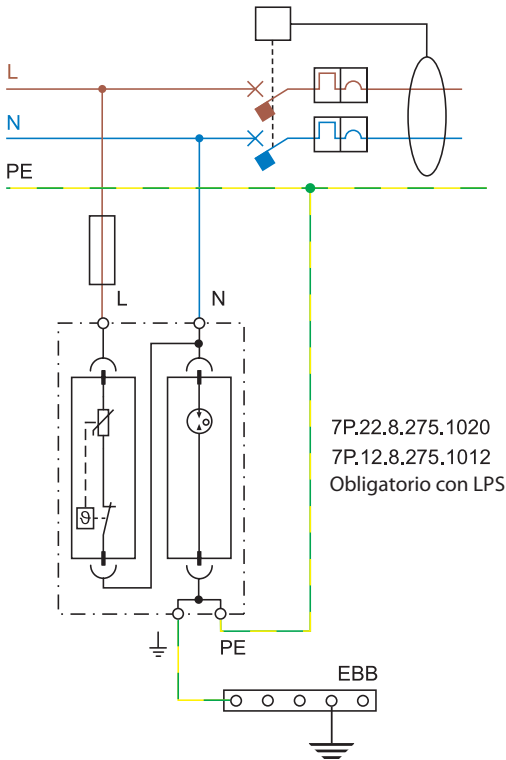 L
N
PE
L
N
7P.22.8.275.1020
7P.12.8.275.1012
Obligatorio con LPS
ϑ
PE
EBB